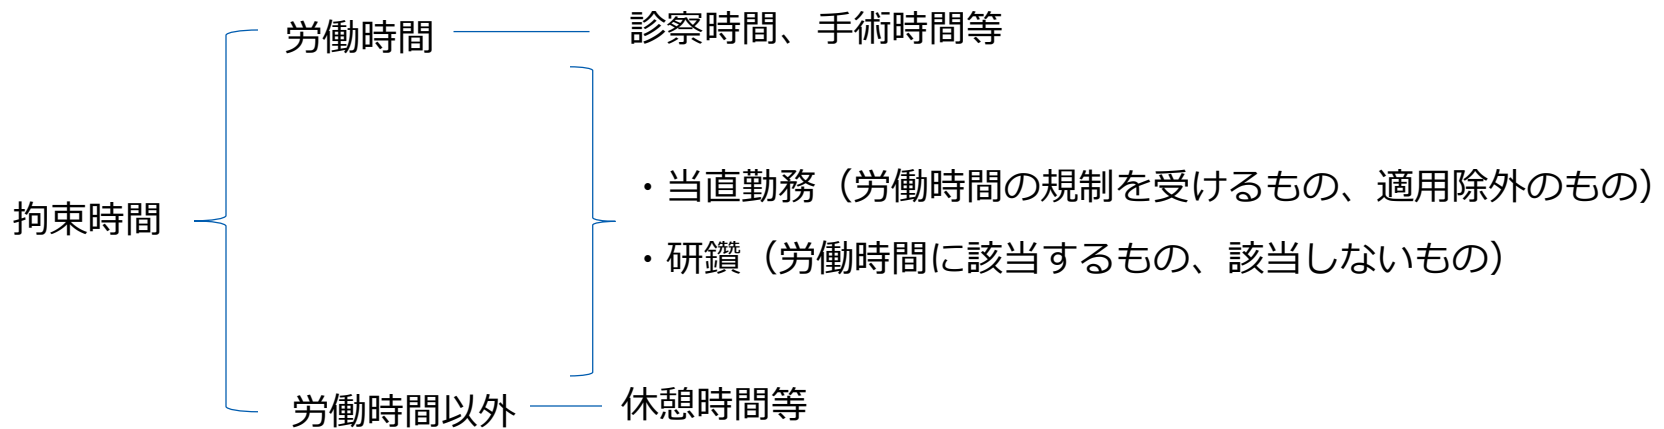 労働時間
診察時間、手術時間等
・当直勤務（労働時間の規制を受けるもの、適用除外のもの）
拘束時間
・研鑽（労働時間に該当するもの、該当しないもの）
労働時間以外
休憩時間等